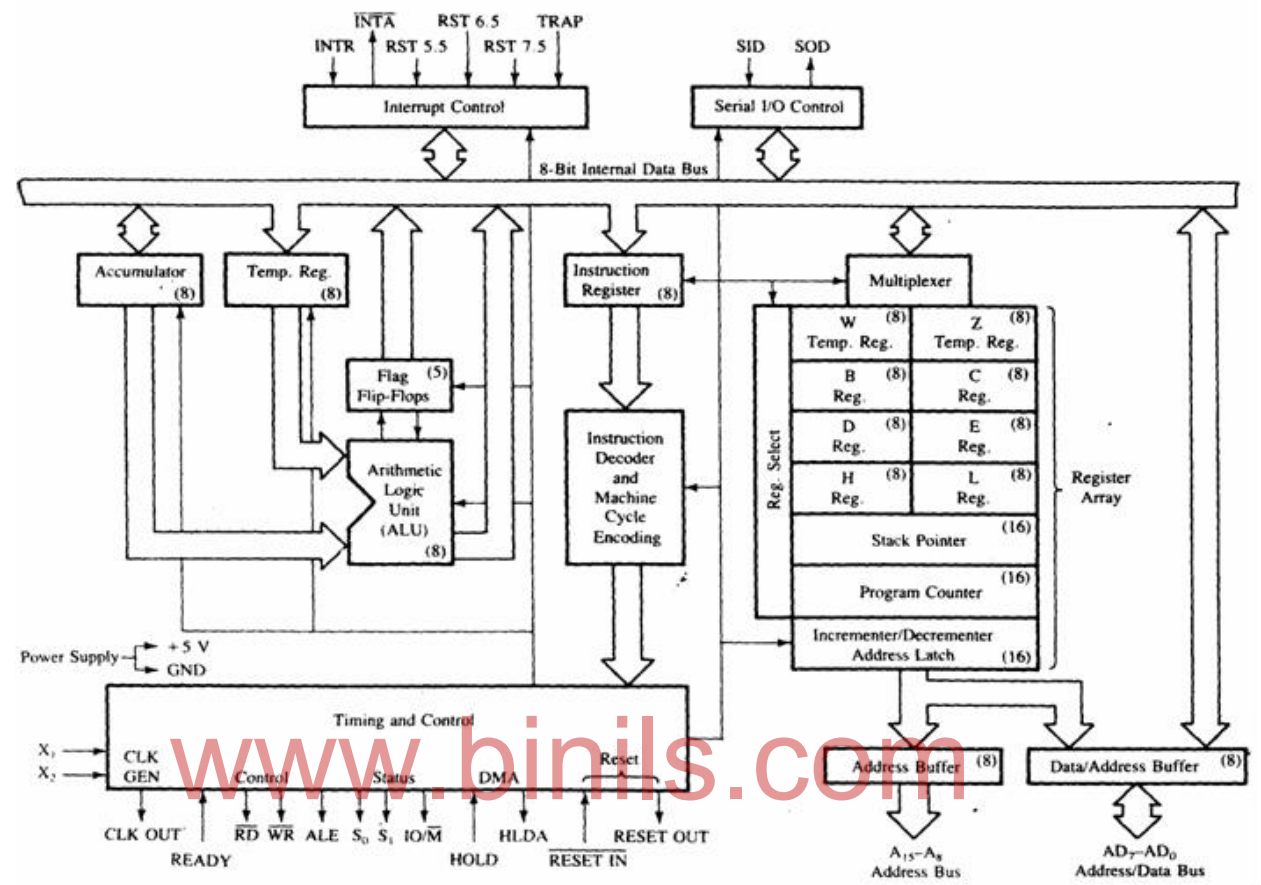 INTA RST 6.5 TRAP
INTR RST 5.5 RST 7.5
SID SOD
Interrupt Control
Serial I/O Control
8-Bit Internal Data Bus
Accumulator
(8)
Temp. Reg.
(8)
Instruction
Register (8)
Multiplexer
Flag (5)
Flip-Flops
Arithmetic
Logic
Unit
(ALU)
(8)
Instruction
Decoder
and
Machine
Cycle
Encoding
Reg. Select
W (8)
Temp. Reg.
Z (8)
Temp. Reg.
B (8)
Reg.
C (8)
Reg.
D (8)
Reg.
E (8)
Reg.
H (8)
Reg.
L (8)
Reg.
Stack Pointer (16)
Program Counter (16)
Incrementer/Decrementer
Address Latch (16)
Register
Array
Power Supply
+5 V
GND
Timing and Control
X₁
X₂
CLK
GEN
Control
Status
DMA
Reset
www.binils.com
Address Buffer (8)
Data/Address Buffer (8)
CLK OUT
READY
RD WR ALE S₀ S₁ IO/M
HOLD
HLDA
RESET IN
RESET OUT
A₁₅–A₈
Address Bus
AD₇–AD₀
Address/Data Bus